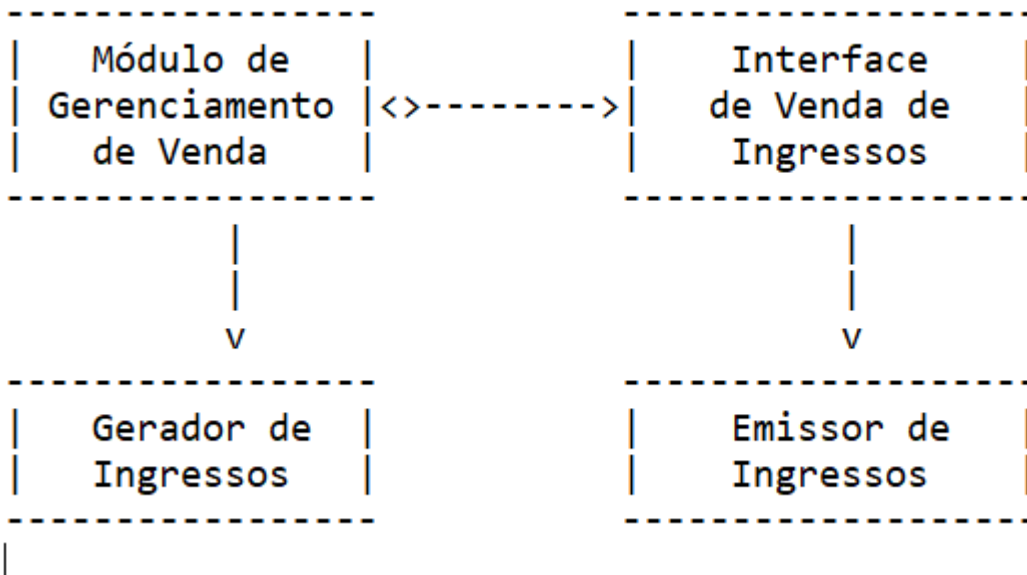 -----------------          -------------------
|   Módulo de   |          |    Interface    |
| Gerenciamento |<>-------->|   de Venda de   |
|   de Venda    |          |    Ingressos    |
-----------------          -------------------
|                          |
|                          |
v                          v
-----------------          -------------------
|   Gerador de  |          |    Emissor de   |
|   Ingressos   |          |    Ingressos    |
-----------------          -------------------